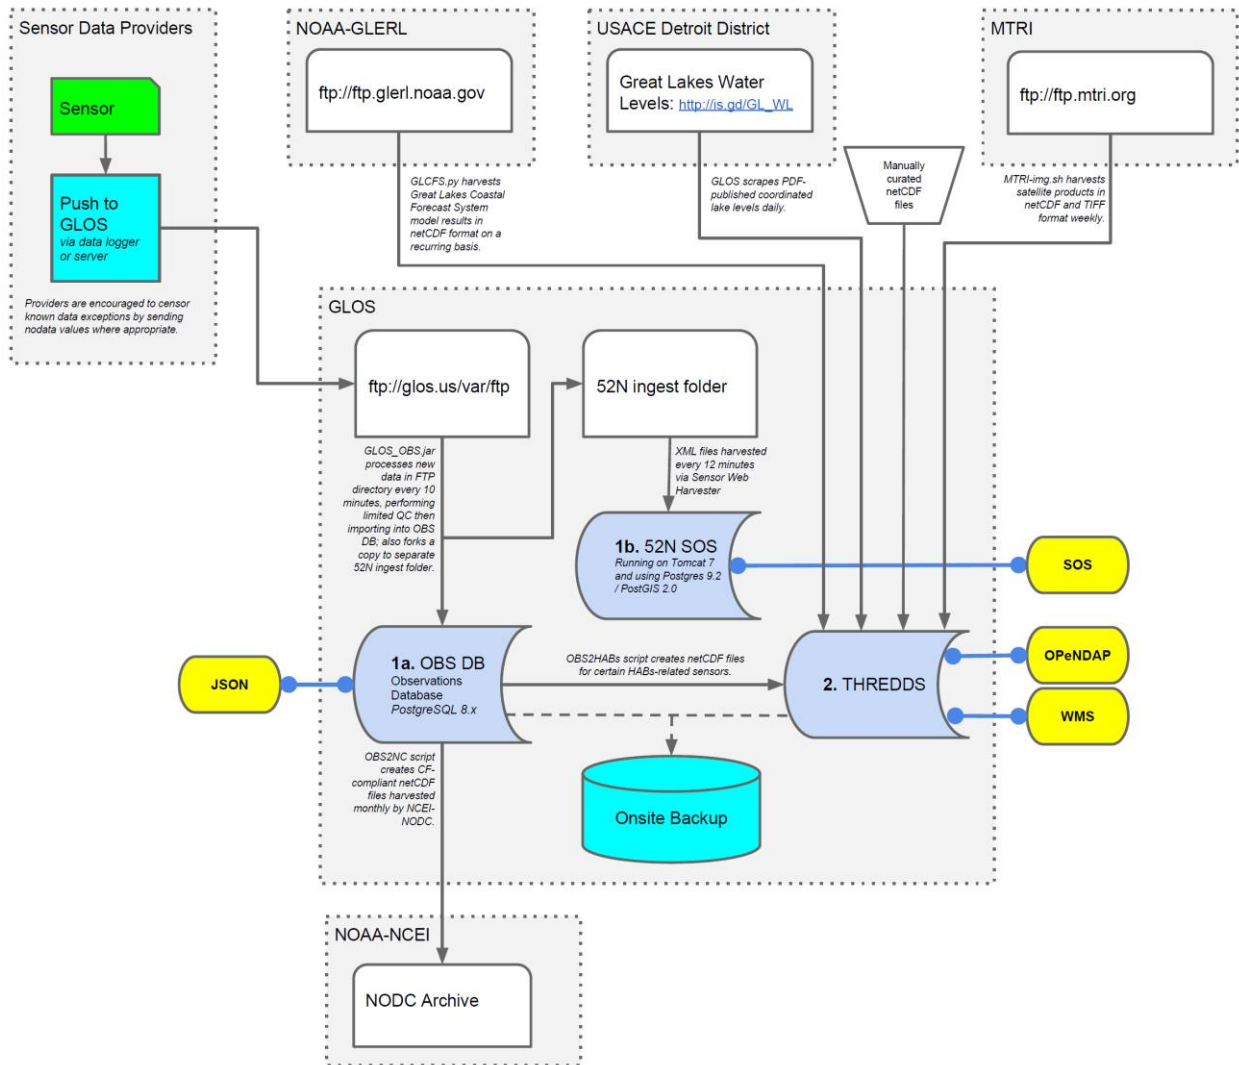 Sensor Data Providers
Sensor
Push to
GLOS
via data logger
or server
Providers are encouraged to censor
known data exceptions by sending
nodata values where appropriate.
NOAA-GLERL
ftp://ftp.glerl.noaa.gov
GLCFS.py harvests
Great Lakes Coastal
Forecast System
model results in
netCDF format on a
recurring basis.
USACE Detroit District
Great Lakes Water
Levels: http://is.gd/GL_WL
GLOS scrapes PDF-
published coordinated
lake levels daily.
Manually
curated
netCDF
files
MTRI
ftp://ftp.mtri.org
MTRI-img.sh harvests
satellite products in
netCDF and TIFF
format weekly.
GLOS
ftp://glos.us/var/ftp
52N ingest folder
GLOS_OBS.jar
processes new
data in FTP
directory every 10
minutes, performing
limited QC then
importing into OBS
DB; also forks a
copy to separate
52N ingest folder.
XML files harvested
every 12 minutes
via Sensor Web
Harvester
1b. 52N SOS
Running on Tomcat 7
and using Postgres 9.2
/ PostGIS 2.0
SOS
JSON
1a. OBS DB
Observations
Database
PostgreSQL 8.x
OBS2HABs script creates netCDF files
for certain HABs-related sensors.
2. THREDDS
OPeNDAP
WMS
OBS2NC script
creates CF-
compliant netCDF
files harvested
monthly by NCEI-
NODC.
Onsite Backup
NOAA-NCEI
NODC Archive